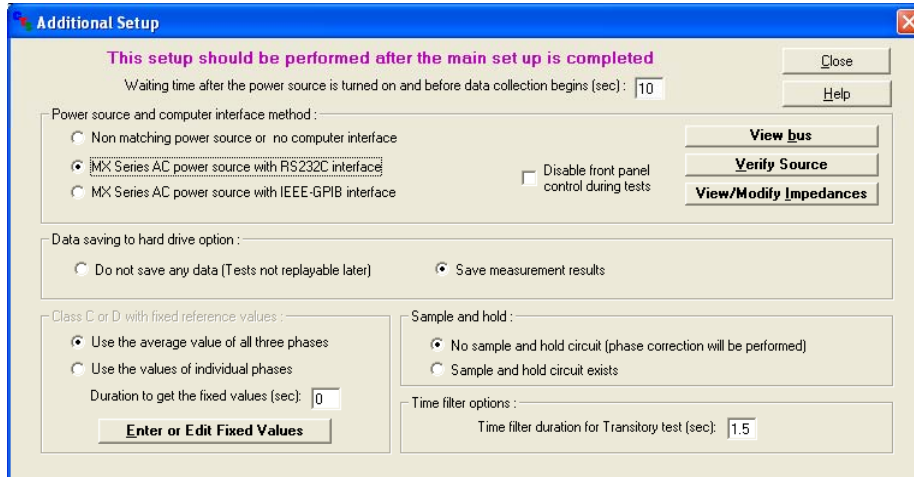 Additional Setup
This setup should be performed after the main set up is completed
Close
Waiting time after the power source is turned on and before data collection begins (sec) : 10
Help
Power source and computer interface method :
Non matching power source or no computer interface
View bus
MX Series AC power source with RS232C interface
Disable front panel
control during tests
Verify Source
MX Series AC power source with IEEE-GPIB interface
View/Modify Impedances
Data saving to hard drive option :
Do not save any data (Tests not replayable later)
Save measurement results
Class C or D with fixed reference values :
Use the average value of all three phases
Use the values of individual phases
Duration to get the fixed values (sec): 0
Enter or Edit Fixed Values
Sample and hold :
No sample and hold circuit (phase correction will be performed)
Sample and hold circuit exists
Time filter options :
Time filter duration for Transitory test (sec): 1.5